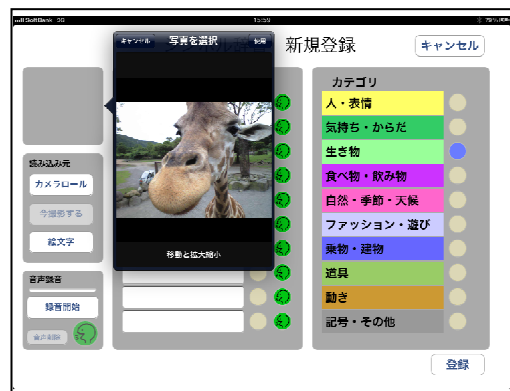 SoftBank 3G
15:59
79%
新規登録
キャンセル
キャンセル
写真を選択
使用
移動と拡大縮小
読み込み元
カメラロール
今撮影する
絵文字
音声録音
録音開始
音声削除
カテゴリ
人・表情
気持ち・からだ
生き物
食べ物・飲み物
自然・季節・天候
ファッション・遊び
乗物・建物
道具
動き
記号・その他
登録